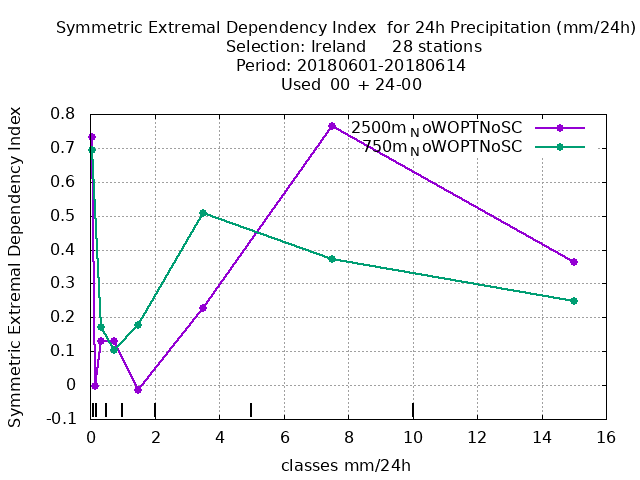 Symmetric Extremal Dependency Index for 24h Precipitation (mm/24h)
Selection: Ireland 28 stations
Period: 20180601-20180614
Used 00 + 24-00
Symmetric Extremal Dependency Index
0.8
0.7
0.6
0.5
0.4
0.3
0.2
0.1
0
-0.1
2500m_NoWOPTNoSC
750m_NoWOPTNoSC
0 2 4 6 8 10 12 14 16
classes mm/24h